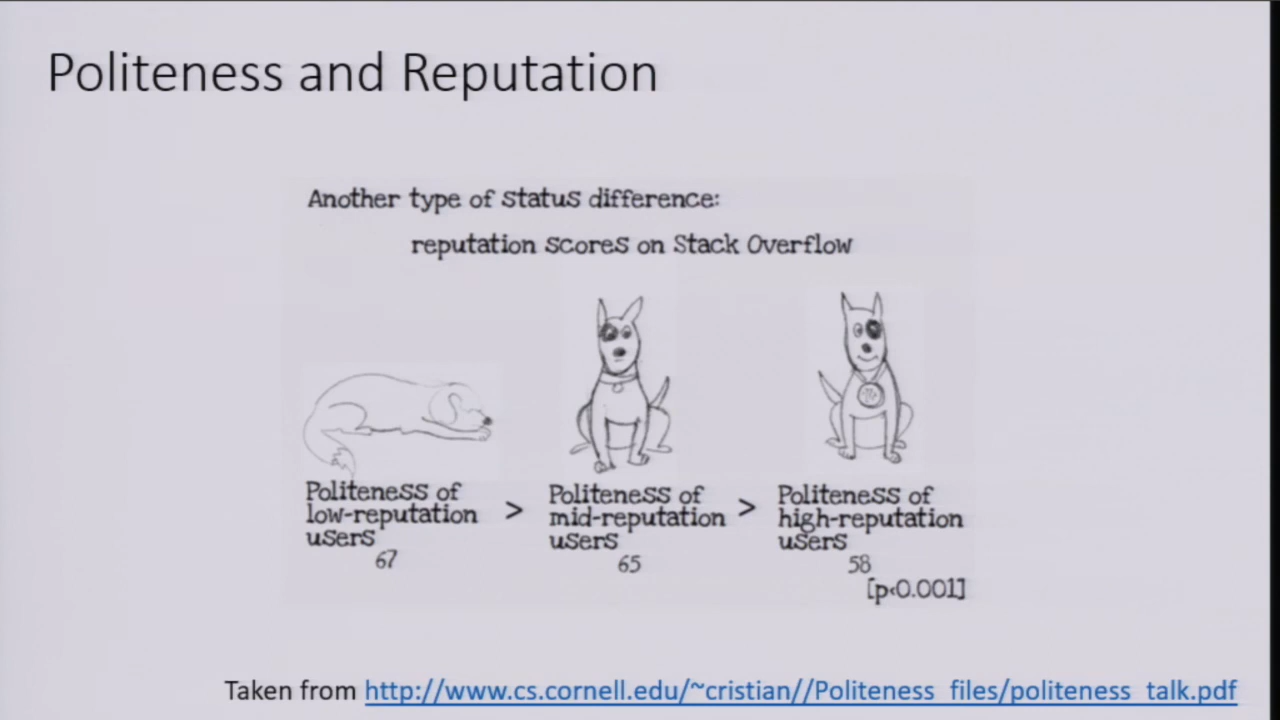 Politeness and Reputation
Another type of status difference:
reputation scores on Stack Overflow
Politeness of
low-reputation
users
67
>
Politeness of
mid-reputation
users
65
>
Politeness of
high-reputation
users
58
[p<0.001]
Taken from http://www.cs.cornell.edu/~cristian//Politeness_files/politeness_talk.pdf